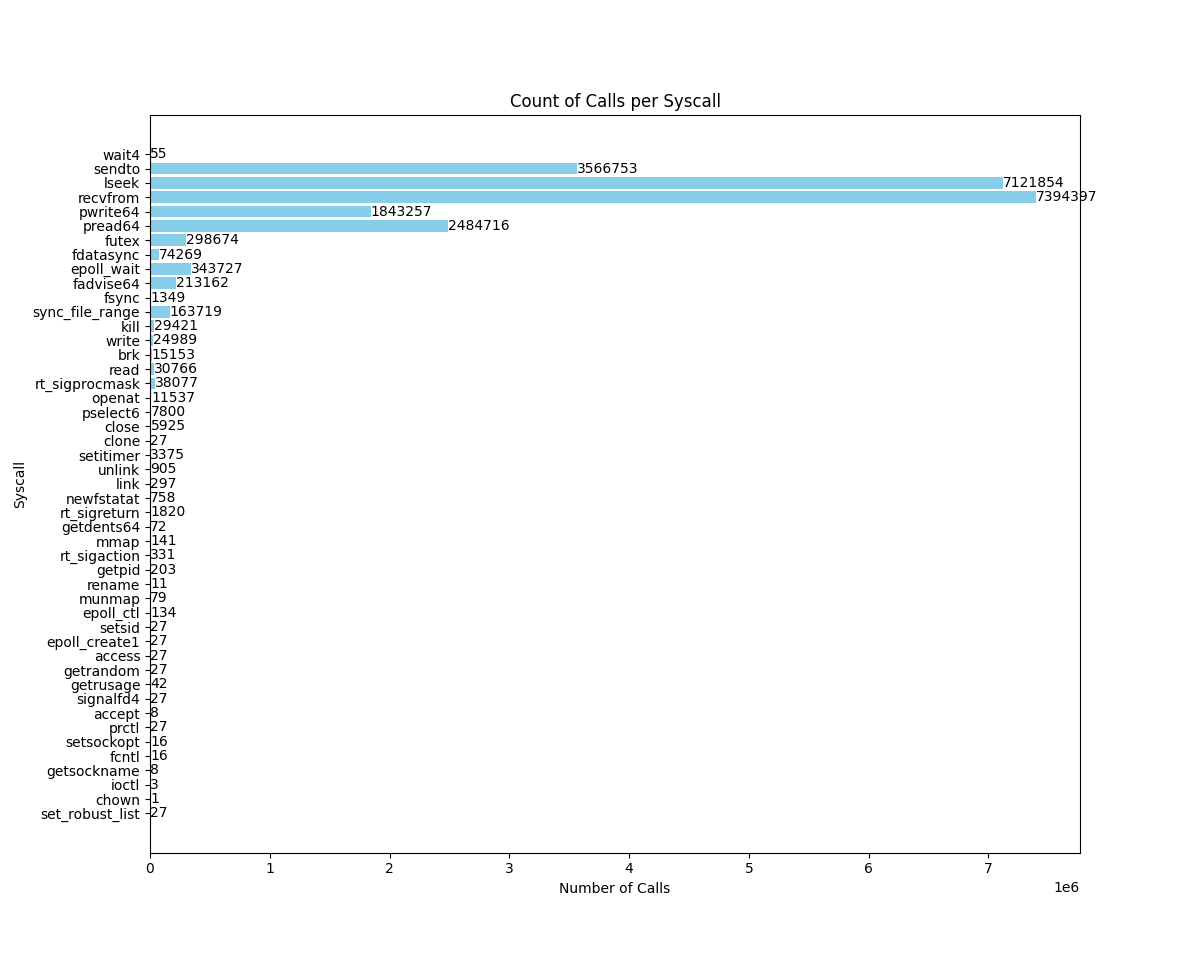 Count of Calls per Syscall
wait4 55
sendto 3566753
lseek 7121854
recvfrom 7394397
pwrite64 1843257
pread64 2484716
futex 298674
fdatasync 74269
epoll_wait 343727
fadvise64 213162
fsync 1349
sync_file_range 163719
kill 29421
write 24989
brk 15153
read 30766
rt_sigprocmask 38077
openat 11537
pselect6 7800
close 5925
clone 27
setitimer 3375
unlink 905
link 297
newfstatat 758
rt_sigreturn 1820
getdents64 72
mmap 141
rt_sigaction 331
getpid 203
rename 11
munmap 79
epoll_ctl 134
setsid 27
epoll_create1 27
access 27
getrandom 27
getrusage 42
signalfd4 27
accept 8
prctl 27
setsockopt 16
fcntl 16
getsockname 8
ioctl 3
chown 1
set_robust_list 27
Syscall
0 1 2 3 4 5 6 7
1e6
Number of Calls